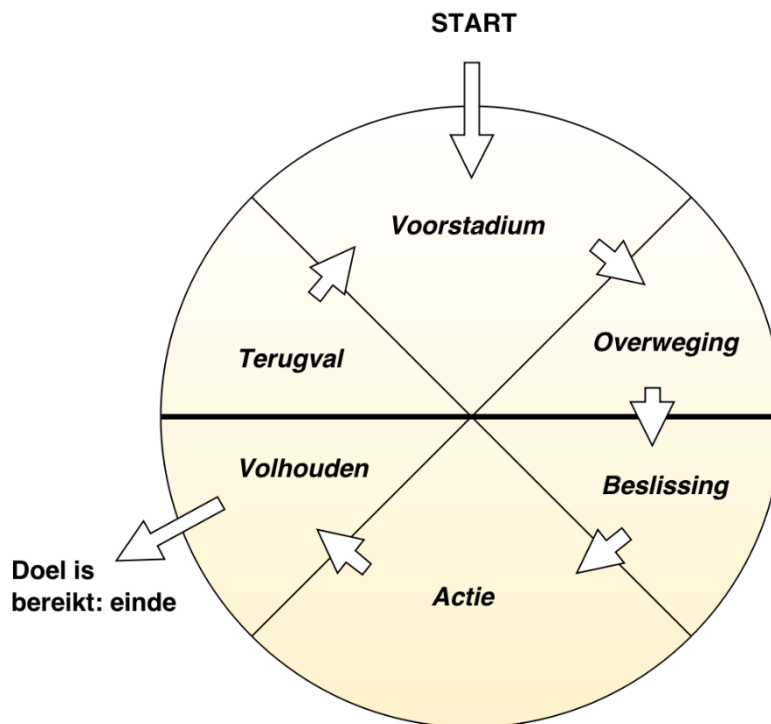 START
Voorstadium
Overweging
Terugval
Volhouden
Beslissing
Doel is
bereikt: einde
Actie